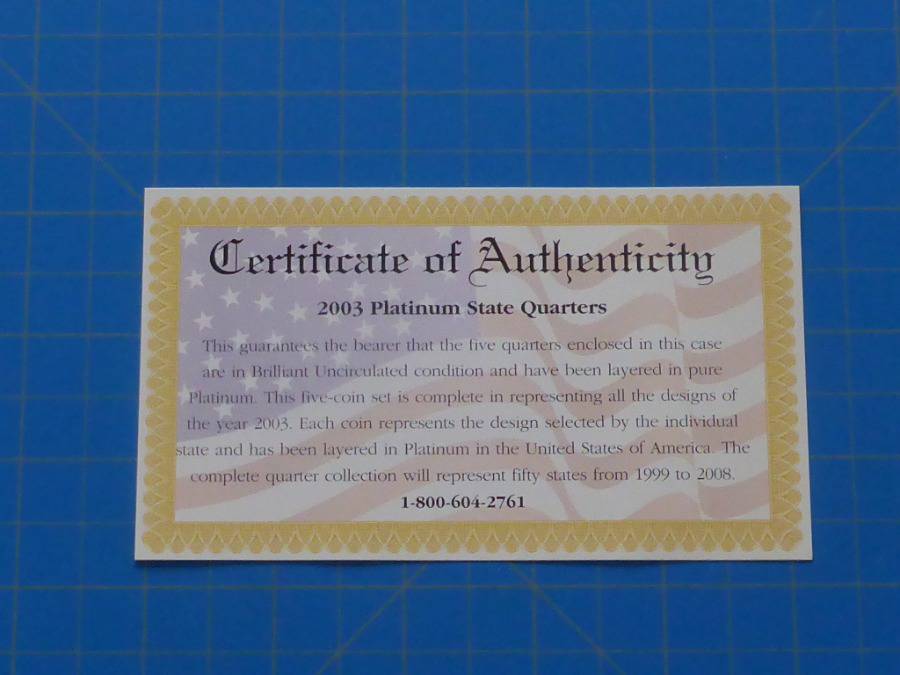 Certificate of Authenticity
2003 Platinum State Quarters
This guarantees the bearer that the five quarters enclosed in this case
are in Brilliant Uncirculated condition and have been layered in pure
Platinum. This five-coin set is complete in representing all the designs of
the year 2003. Each coin represents the design selected by the individual
state and has been layered in Platinum in the United States of America. The
complete quarter collection will represent fifty states from 1999 to 2008.
1-800-604-2761